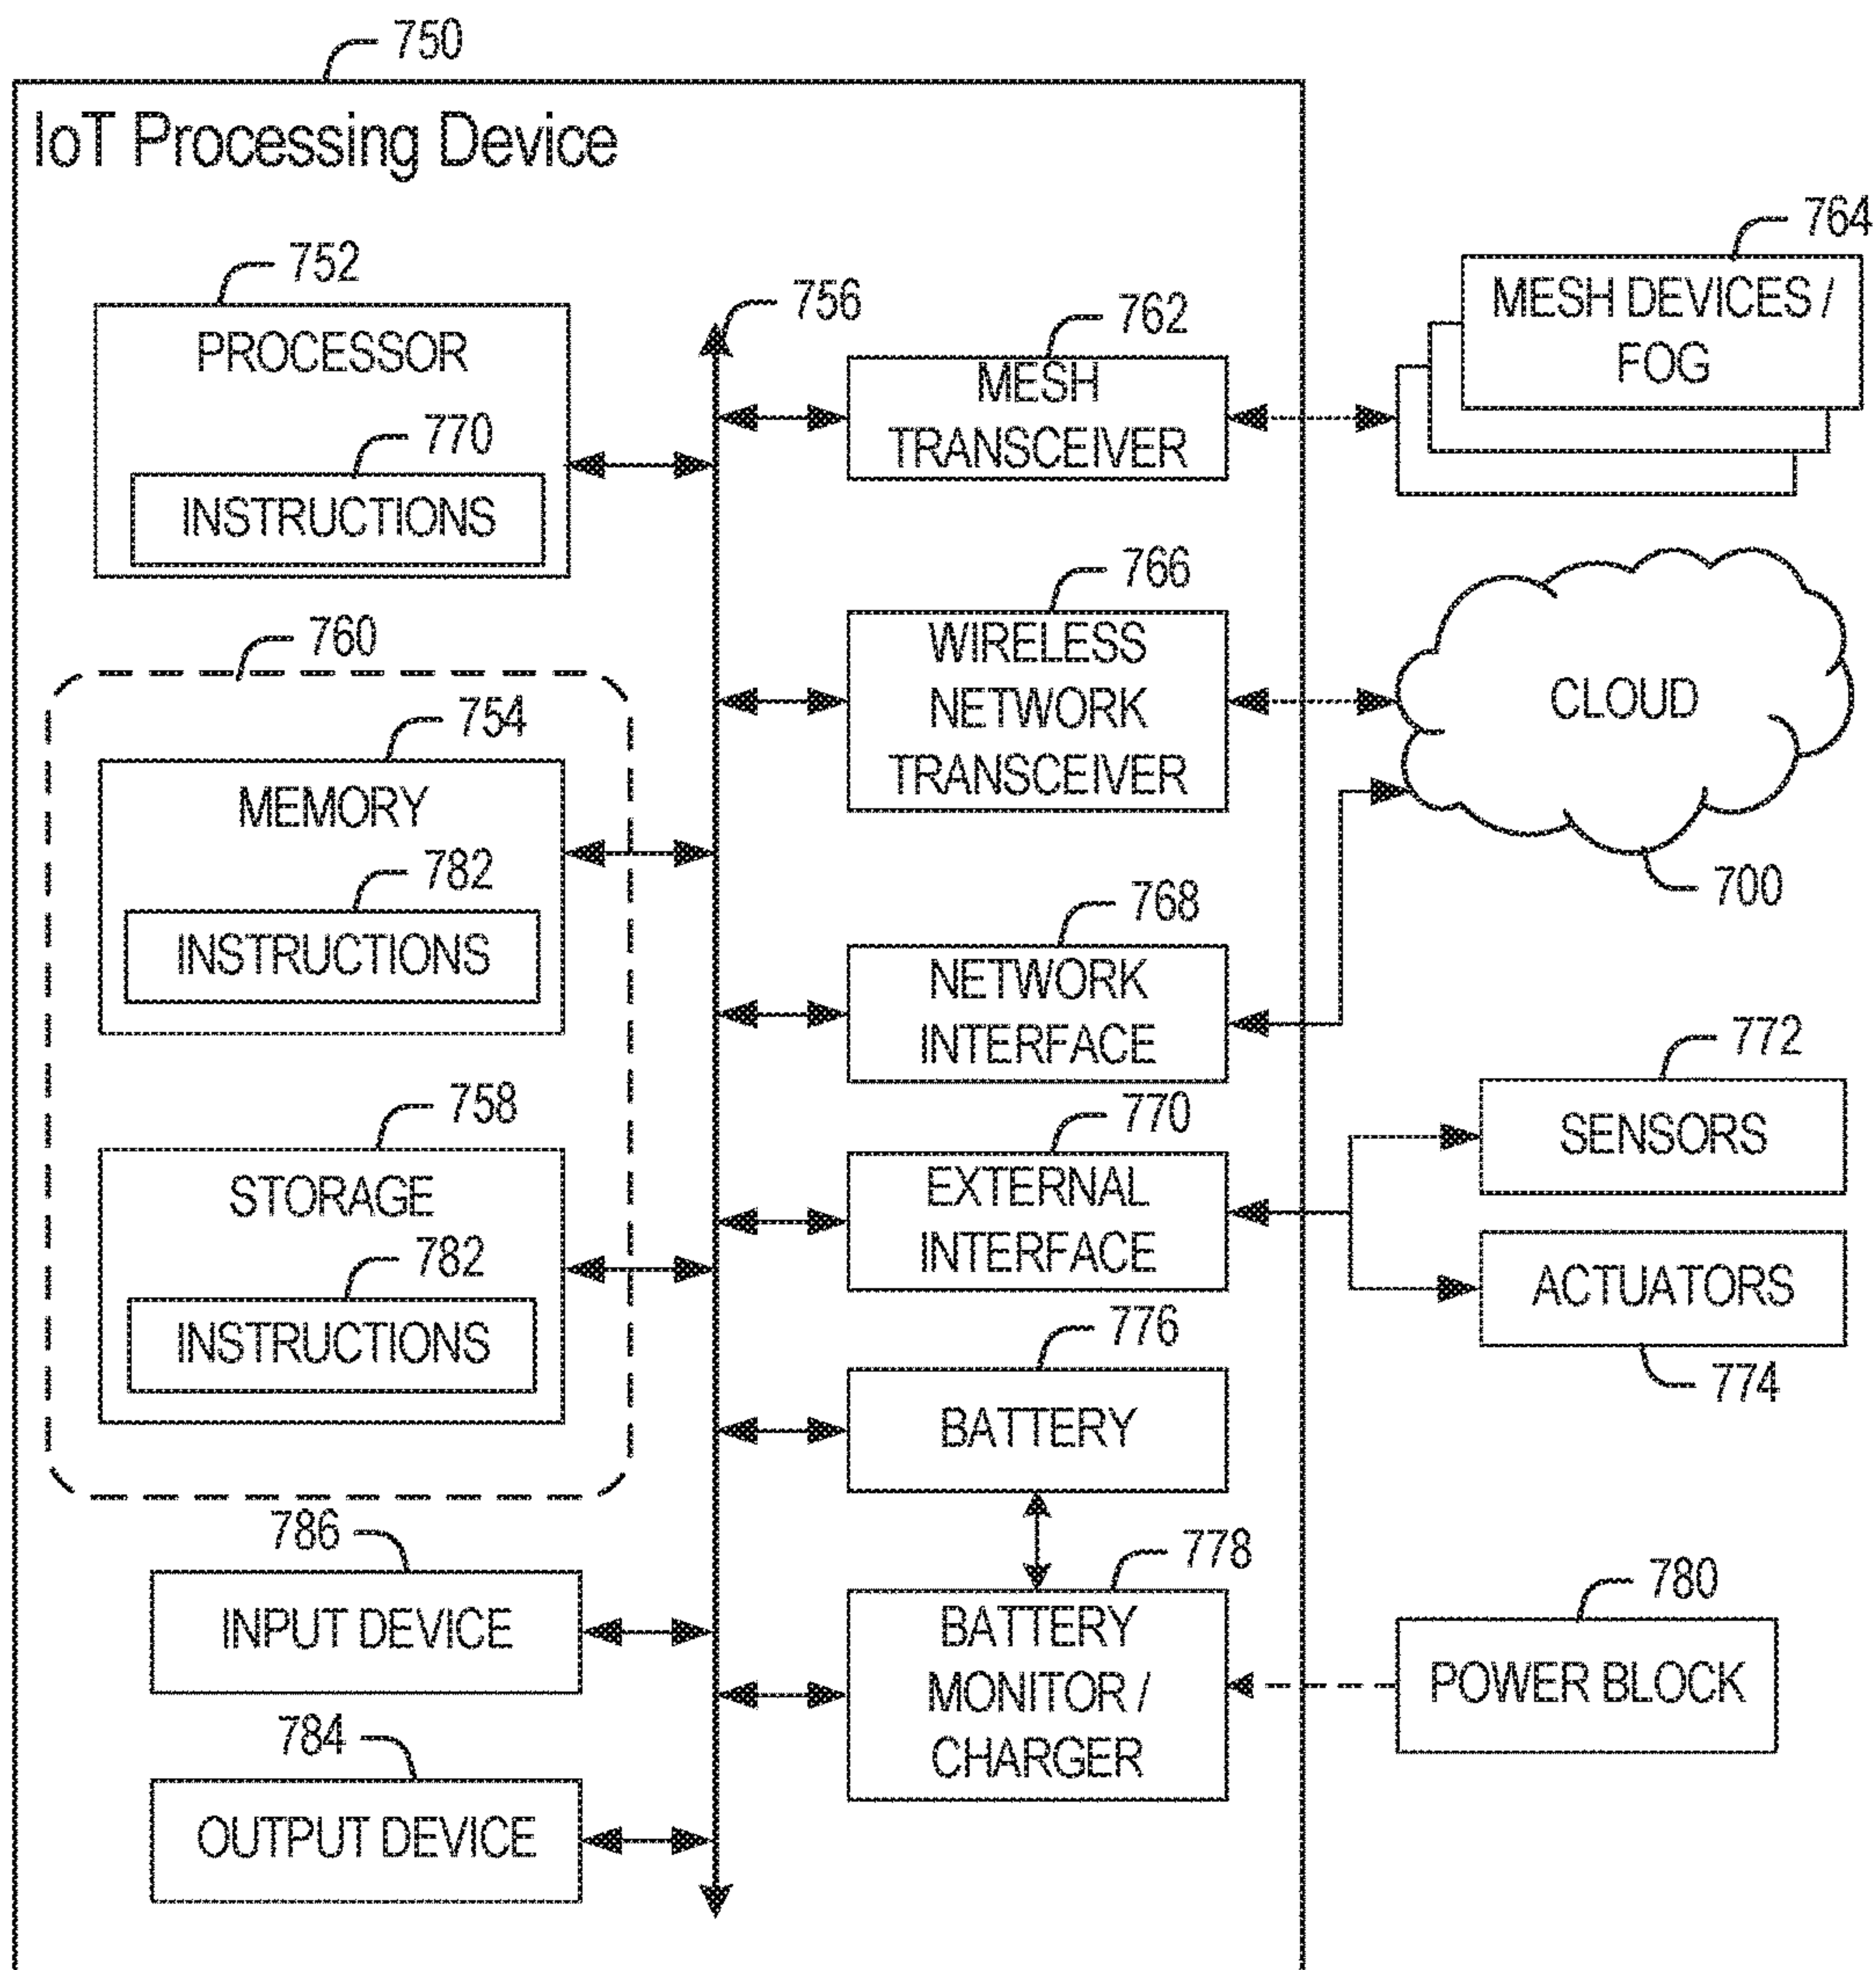 750
IoT Processing Device
752
PROCESSOR
770
INSTRUCTIONS
756
762
MESH
TRANSCEIVER
764
MESH DEVICES /
FOG
766
WIRELESS
NETWORK
TRANSCEIVER
CLOUD
700
760
754
MEMORY
782
INSTRUCTIONS
768
NETWORK
INTERFACE
758
STORAGE
782
INSTRUCTIONS
770
EXTERNAL
INTERFACE
772
SENSORS
ACTUATORS
774
776
BATTERY
786
INPUT DEVICE
778
BATTERY
MONITOR /
CHARGER
780
POWER BLOCK
784
OUTPUT DEVICE